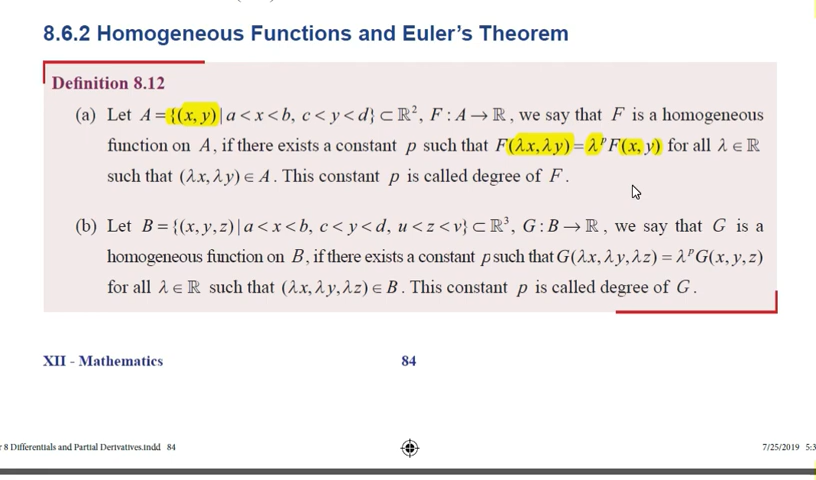 8.6.2 Homogeneous Functions and Euler's Theorem
Definition 8.12
(a) Let A = {(x, y) | a < x < b, c < y < d} ⊂ ℝ², F : A → ℝ, we say that F is a homogeneous
function on A, if there exists a constant p such that F(λx, λy) = λᵖ F(x, y) for all λ ∈ ℝ
such that (λx, λy) ∈ A. This constant p is called degree of F.
(b) Let B = {(x, y, z) | a < x < b, c < y < d, u < z < v} ⊂ ℝ³, G : B → ℝ, we say that G is a
homogeneous function on B, if there exists a constant p such that G(λx, λy, λz) = λᵖ G(x, y, z)
for all λ ∈ ℝ such that (λx, λy, λz) ∈ B. This constant p is called degree of G.
XII - Mathematics 84
8 Differentials and Partial Derivatives.indd 84 7/25/2019 5:3